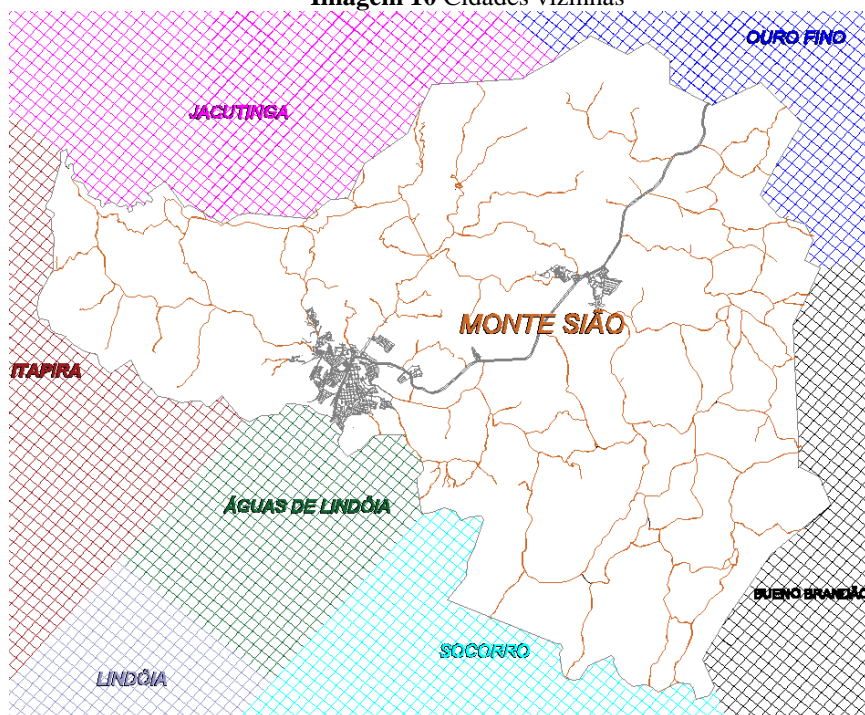 Imagem 10 Cidades vizinhas
OURO FINO
JACUTINGA
MONTE SIÃO
ITAPIRA
ÁGUAS DE LINDÓIA
BUENO BRANDÃO
SOCORRO
LINDÓIA